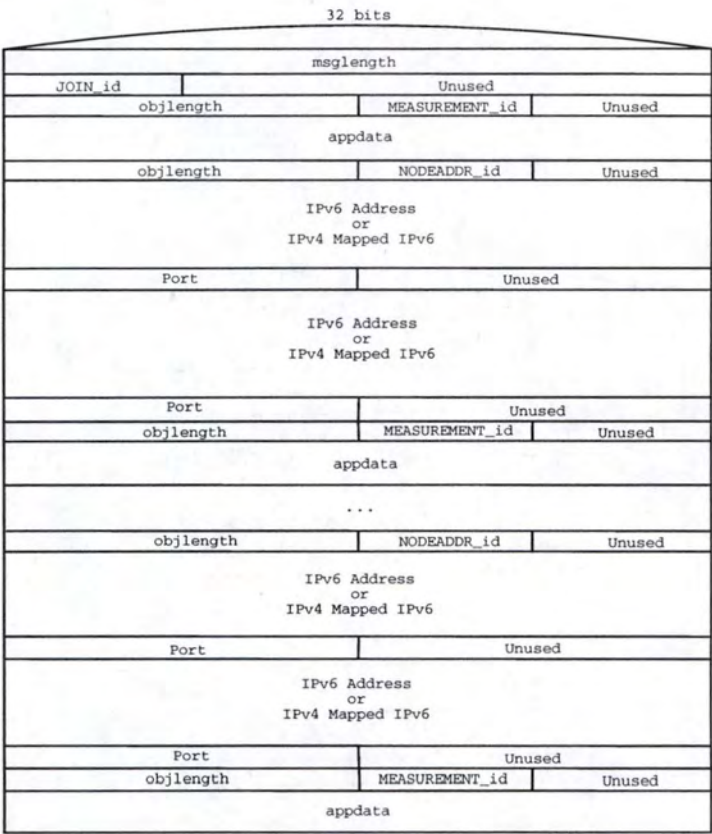 32 bits
msglength
JOIN_id Unused
objlength MEASUREMENT_id Unused
appdata
objlength NODEADDR_id Unused
IPv6 Address
or
IPv4 Mapped IPv6
Port Unused
IPv6 Address
or
IPv4 Mapped IPv6
Port Unused
objlength MEASUREMENT_id Unused
appdata
...
objlength NODEADDR_id Unused
IPv6 Address
or
IPv4 Mapped IPv6
Port Unused
IPv6 Address
or
IPv4 Mapped IPv6
Port Unused
objlength MEASUREMENT_id Unused
appdata